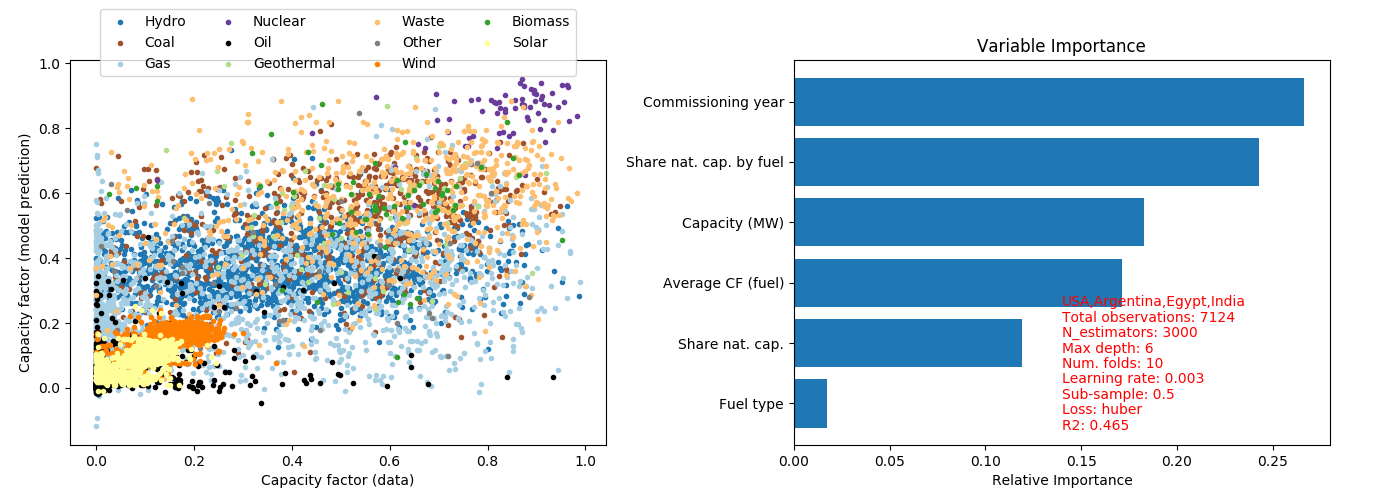 Hydro Nuclear Waste Biomass
Coal Oil Other Solar
Gas Geothermal Wind
1.0
0.8
0.6
0.4
0.2
0.0
Capacity factor (model prediction)
0.0 0.2 0.4 0.6 0.8 1.0
Capacity factor (data)
Variable Importance
Commissioning year
Share nat. cap. by fuel
Capacity (MW)
Average CF (fuel)
Share nat. cap.
Fuel type
USA,Argentina,Egypt,India
Total observations: 7124
N_estimators: 3000
Max depth: 6
Num. folds: 10
Learning rate: 0.003
Sub-sample: 0.5
Loss: huber
R2: 0.465
0.00 0.05 0.10 0.15 0.20 0.25
Relative Importance